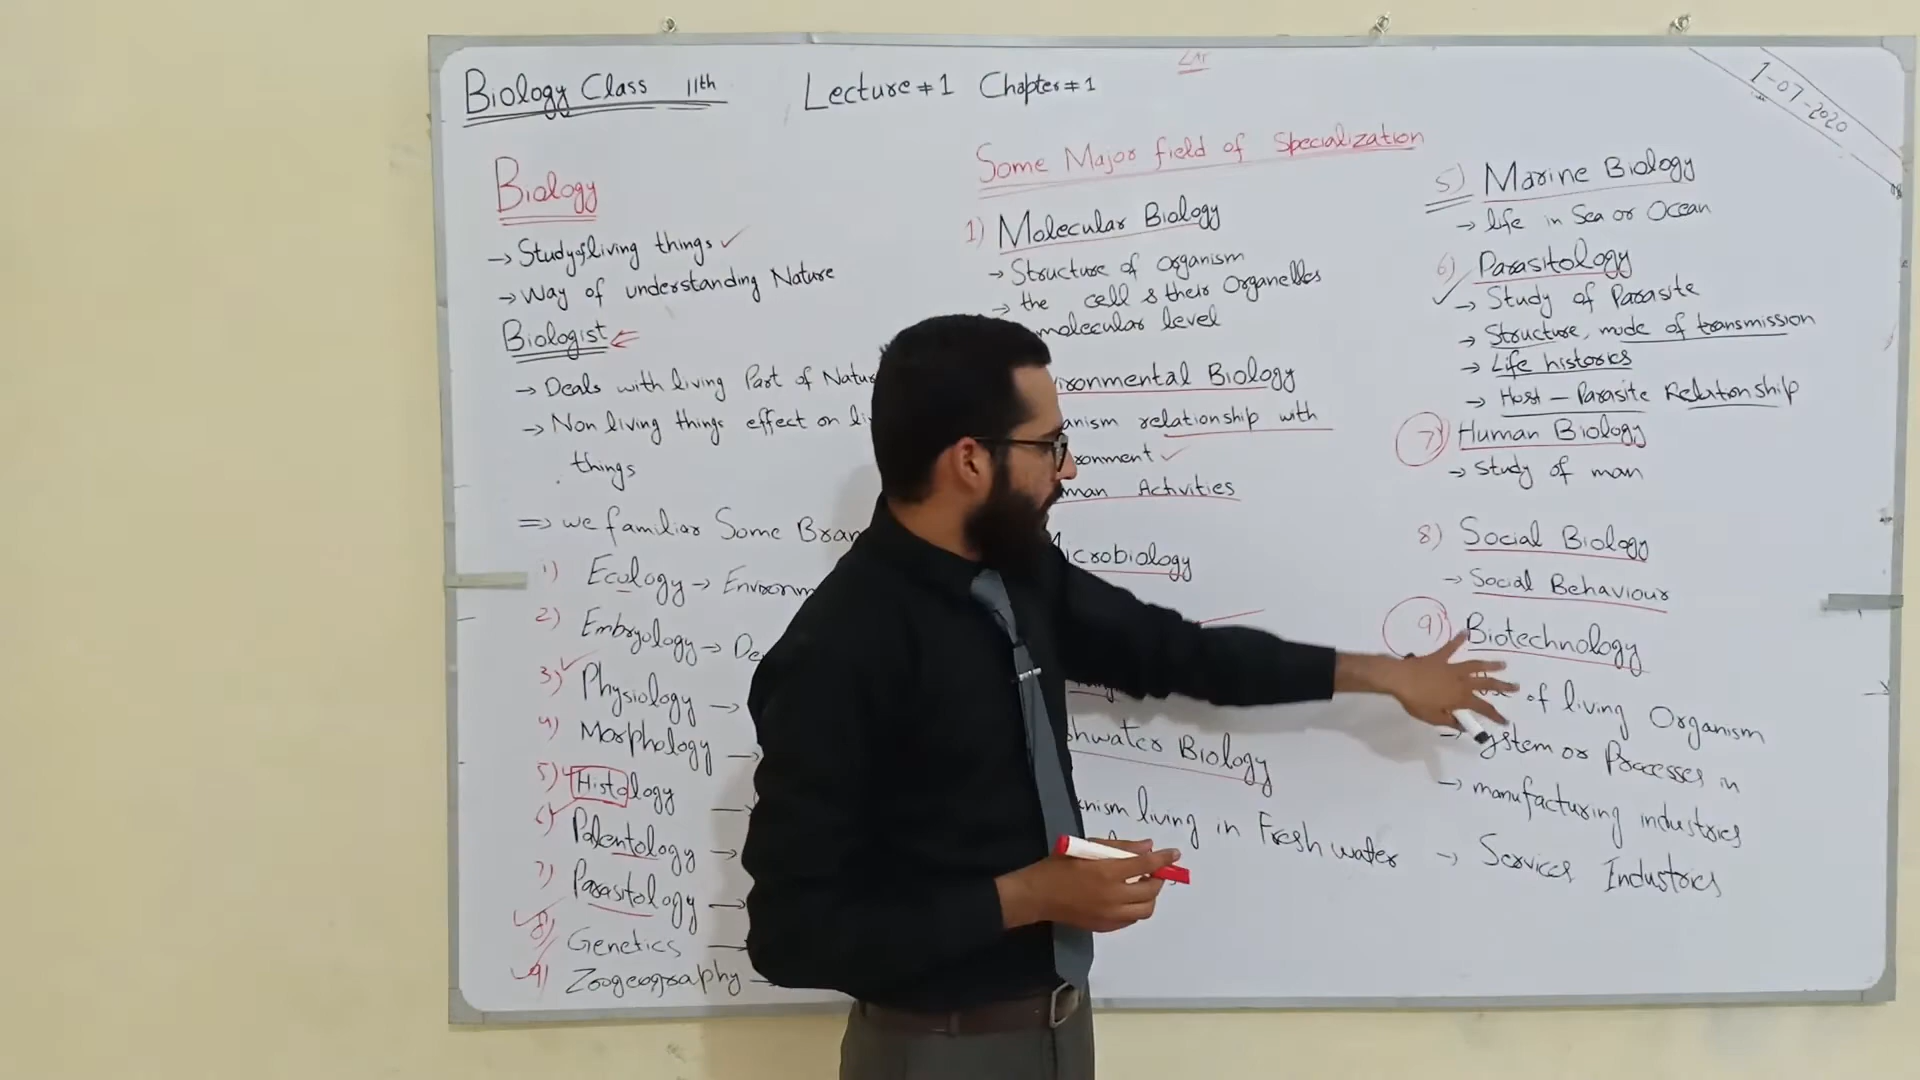 Biology Class 11th Lecture # 1 Chapter # 1
1-07-2020
Biology
→ Study of living things ✓
→ Way of understanding Nature
Biologist ←
→ Deals with living Part of Natur
→ Non living things effect on li
things
⇒ we familiar Some Bran
1) Ecology → Environm
2) Embryology → De
3) Physiology →
4) Morphology →
5) Histology →
6) Palentology →
7) Parasitology →
8) Genetics →
9) Zoogeography →
Some Major field of Specialization
1) Molecular Biology
→ Structure of organism
→ the cell & their Organelles
molecular level
ironmental Biology
anism relationship with
ronment ✓
man Activities
Microbiology
shwater Biology
anism living in Fresh water
5) Marine Biology
→ life in Sea or Ocean
6) Parasitology
→ Study of Parasite
→ Structure, mode of transmission
→ Life histories
→ Host - Parasite Relationship
7) Human Biology
→ Study of man
8) Social Biology
→ Social Behaviour
9) Biotechnology
of living Organism
→ ystem or Processes in
→ manufacturing industries
→ Services Industries